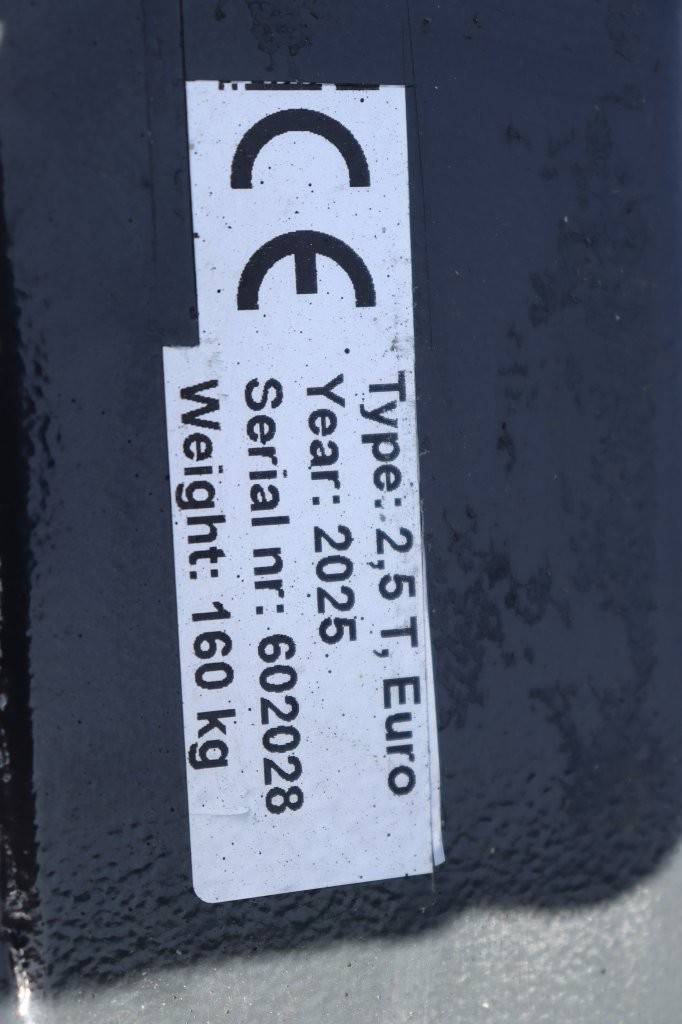 CE
Type: 2,5 T, Euro
Year: 2025
Serial nr: 602028
Weight: 160 kg